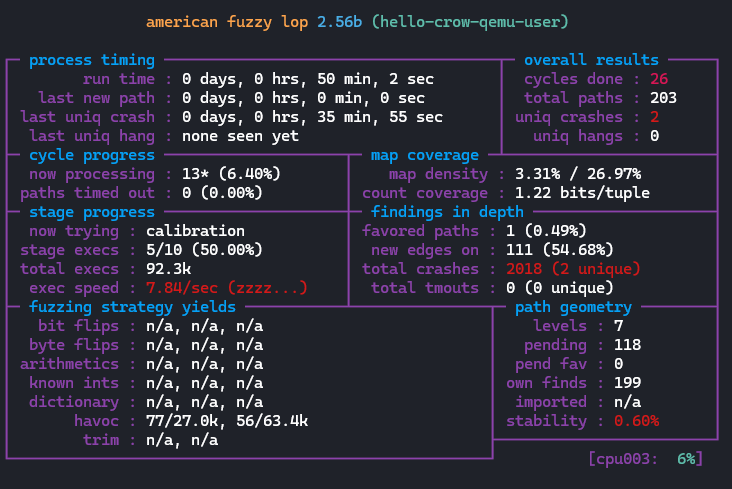 american fuzzy lop 2.56b (hello-crow-qemu-user)
process timing overall results
run time : 0 days, 0 hrs, 50 min, 2 sec cycles done : 26
last new path : 0 days, 0 hrs, 0 min, 0 sec total paths : 203
last uniq crash : 0 days, 0 hrs, 35 min, 55 sec uniq crashes : 2
last uniq hang : none seen yet uniq hangs : 0
cycle progress map coverage
now processing : 13* (6.40%) map density : 3.31% / 26.97%
paths timed out : 0 (0.00%) count coverage : 1.22 bits/tuple
stage progress findings in depth
now trying : calibration favored paths : 1 (0.49%)
stage execs : 5/10 (50.00%) new edges on : 111 (54.68%)
total execs : 92.3k total crashes : 2018 (2 unique)
exec speed : 7.84/sec (zzzz...) total tmouts : 0 (0 unique)
fuzzing strategy yields path geometry
bit flips : n/a, n/a, n/a levels : 7
byte flips : n/a, n/a, n/a pending : 118
arithmetics : n/a, n/a, n/a pend fav : 0
known ints : n/a, n/a, n/a own finds : 199
dictionary : n/a, n/a, n/a imported : n/a
havoc : 77/27.0k, 56/63.4k stability : 0.60%
trim : n/a, n/a
[cpu003: 6%]